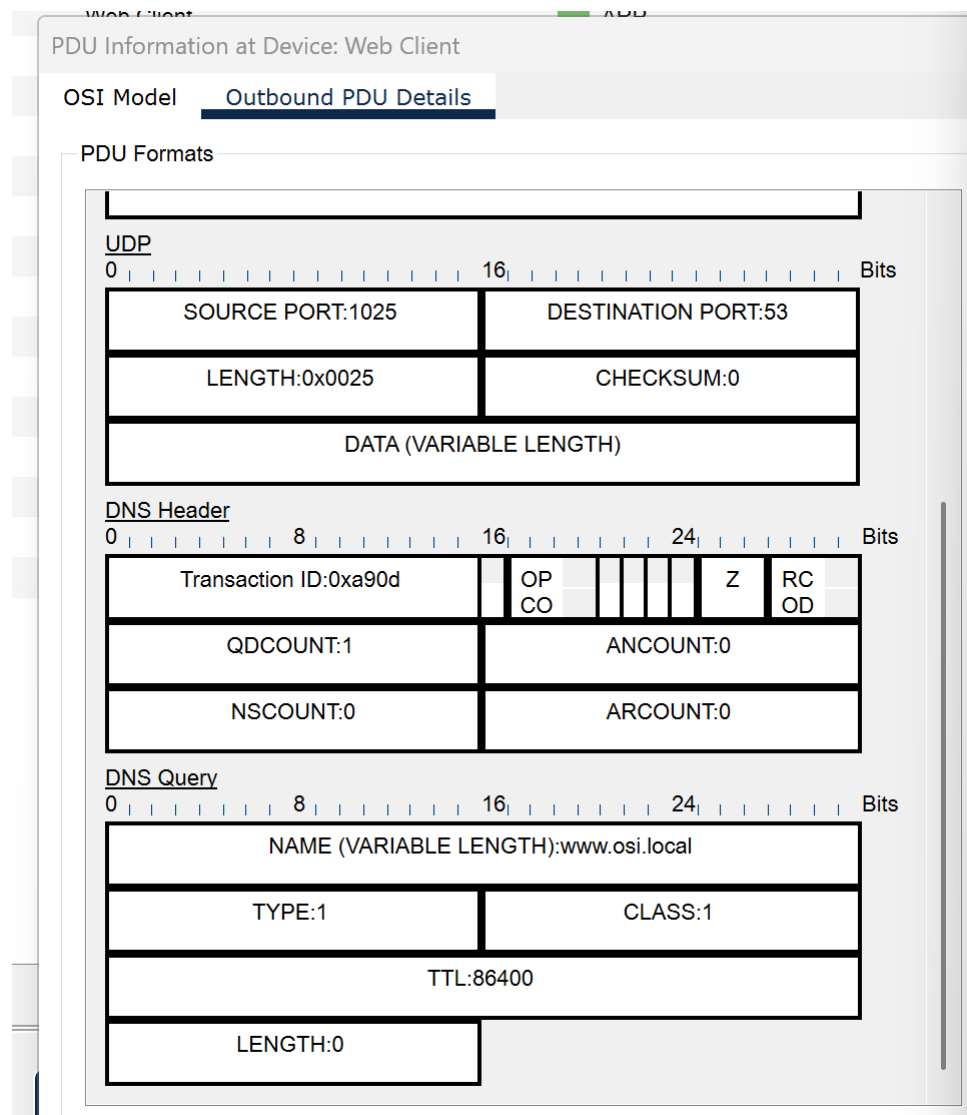 Web Client
APP
PDU Information at Device: Web Client
OSI Model Outbound PDU Details
PDU Formats
UDP
0 16 Bits
SOURCE PORT:1025 DESTINATION PORT:53
LENGTH:0x0025 CHECKSUM:0
DATA (VARIABLE LENGTH)
DNS Header
0 8 16 24 Bits
Transaction ID:0xa90d OP Z RC
CO OD
QDCOUNT:1 ANCOUNT:0
NSCOUNT:0 ARCOUNT:0
DNS Query
0 8 16 24 Bits
NAME (VARIABLE LENGTH):www.osi.local
TYPE:1 CLASS:1
TTL:86400
LENGTH:0